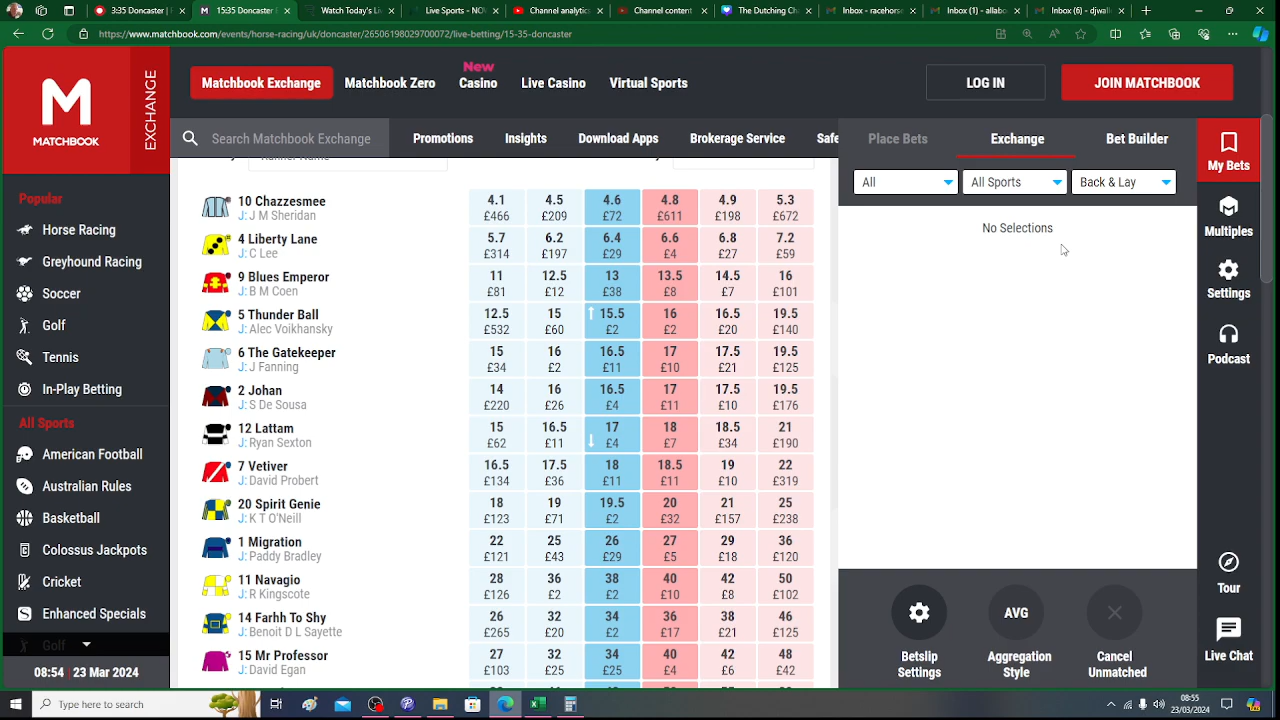 3:35 Doncaster E
1535 Doncaster E
Watch Today's Liv
Live Sports - NOV
Channel analytics
Channel content
The Dutching Che
Inbox - racehors
Inbox (1) - allabo
Inbox (6) - djwalle
https://www.matchbook.com/events/horse-racing/uk/doncaster/26506198029700072/live-betting/15-35-doncaster
MATCHBOOK
EXCHANGE
Matchbook Exchange
Matchbook Zero
New
Casino
Live Casino
Virtual Sports
LOG IN
JOIN MATCHBOOK
Search Matchbook Exchange
Promotions
Insights
Download Apps
Brokerage Service
Safe
Place Bets
Exchange
Bet Builder
My Bets
Multiples
Settings
Podcast
Tour
Live Chat
All
All Sports
Back & Lay
No Selections
Betslip Settings
AVG
Aggregation Style
Cancel Unmatched
Popular
Horse Racing
Greyhound Racing
Soccer
Golf
Tennis
In-Play Betting
All Sports
American Football
Australian Rules
Basketball
Colossus Jackpots
Cricket
Enhanced Specials
Golf
08:54 | 23 Mar 2024
Runner Name
10 Chazzesmee 4.1 4.5 4.6 4.8 4.9 5.3
J: J M Sheridan £466 £209 £72 £611 £198 £672
4 Liberty Lane 5.7 6.2 6.4 6.6 6.8 7.2
J: C Lee £314 £197 £29 £4 £27 £59
9 Blues Emperor 11 12.5 13 13.5 14.5 16
J: B M Coen £81 £12 £38 £8 £7 £101
5 Thunder Ball 12.5 15 15.5 16 16.5 19.5
J: Alec Voikhansky £532 £60 £2 £2 £20 £140
6 The Gatekeeper 15 16 16.5 17 17.5 19.5
J: J Fanning £34 £2 £11 £10 £21 £125
2 Johan 14 16 16.5 17 17.5 19.5
J: S De Sousa £220 £26 £4 £11 £10 £176
12 Lattam 15 16.5 17 18 18.5 21
J: Ryan Sexton £62 £11 £4 £7 £34 £190
7 Vetiver 16.5 17.5 18 18.5 19 22
J: David Probert £134 £36 £11 £11 £10 £319
20 Spirit Genie 18 19 19.5 20 21 25
J: K T O'Neill £123 £71 £2 £32 £157 £238
1 Migration 22 25 26 27 29 36
J: Paddy Bradley £121 £43 £29 £5 £18 £120
11 Navagio 28 36 38 40 42 50
J: R Kingscote £126 £2 £2 £10 £8 £102
14 Farhh To Shy 26 32 34 36 38 46
J: Benoit D L Sayette £265 £20 £2 £17 £21 £125
15 Mr Professor 27 32 34 40 42 48
J: David Egan £103 £25 £25 £4 £6 £42
Type here to search
08:55
23/03/2024